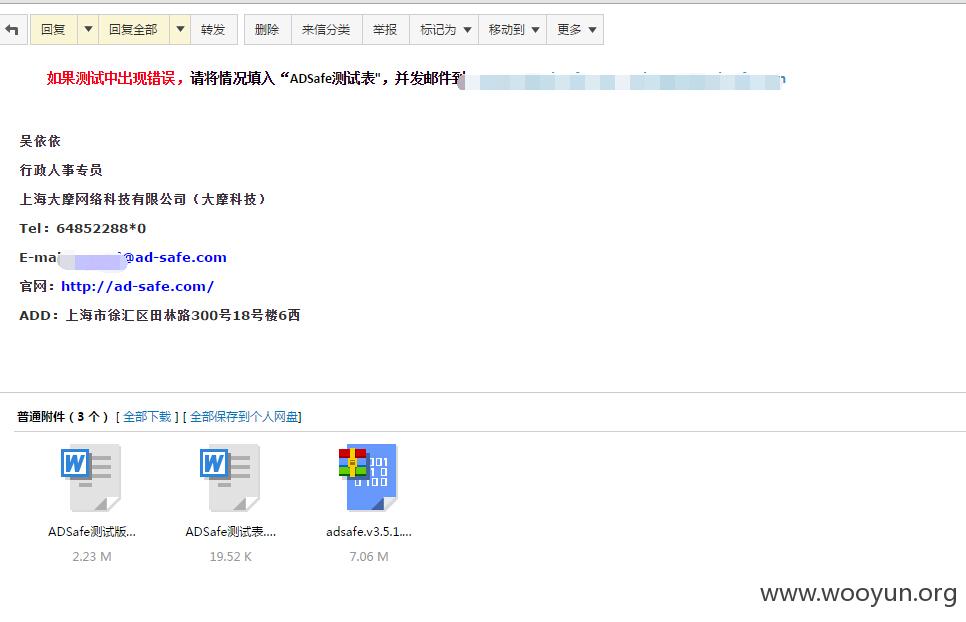 回复 回复全部 转发 删除 来信分类 举报 标记为 移动到 更多
如果测试中出现错误，请将情况填入“ADSafe测试表"，并发邮件到
吴依依
行政人事专员
上海大摩网络科技有限公司（大摩科技）
Tel：64852288*0
E-mai @ad-safe.com
官网：http://ad-safe.com/
ADD：上海市徐汇区田林路300号18号楼6西
普通附件 ( 3 个 ) [ 全部下载 ] [ 全部保存到个人网盘]
ADSafe测试版... ADSafe测试表.... adsafe.v3.5.1....
2.23 M 19.52 K 7.06 M
www.wooyun.org